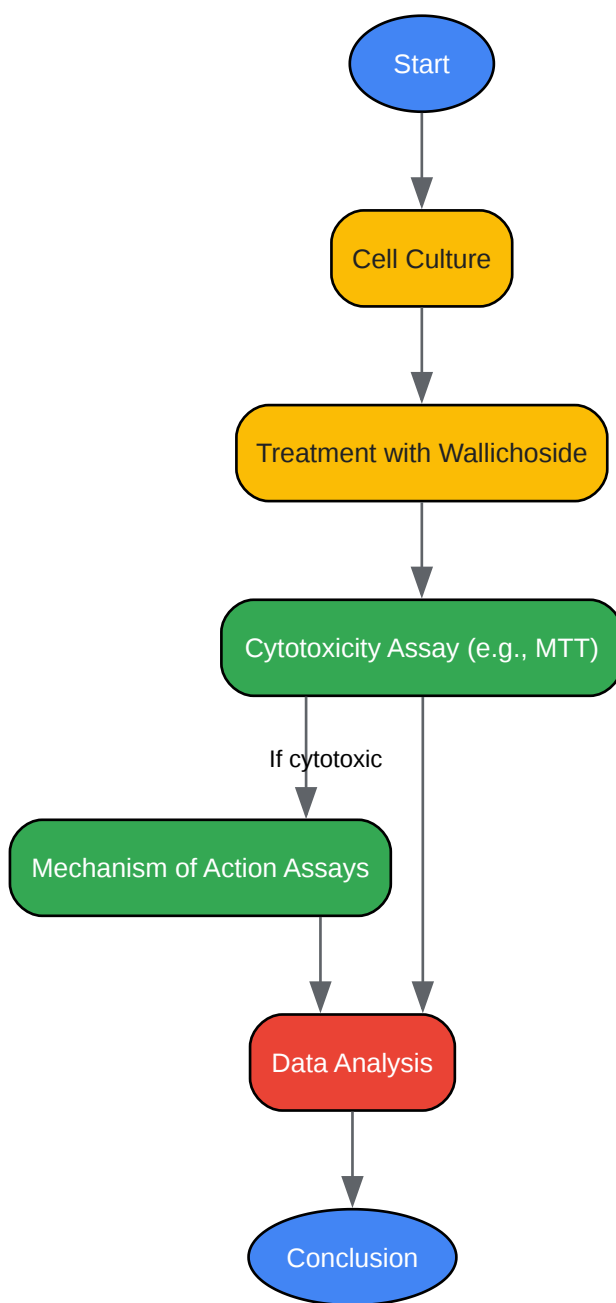 Start
Cell Culture
Treatment with Wallichoside
Cytotoxicity Assay (e.g., MTT)
If cytotoxic
Mechanism of Action Assays
Data Analysis
Conclusion